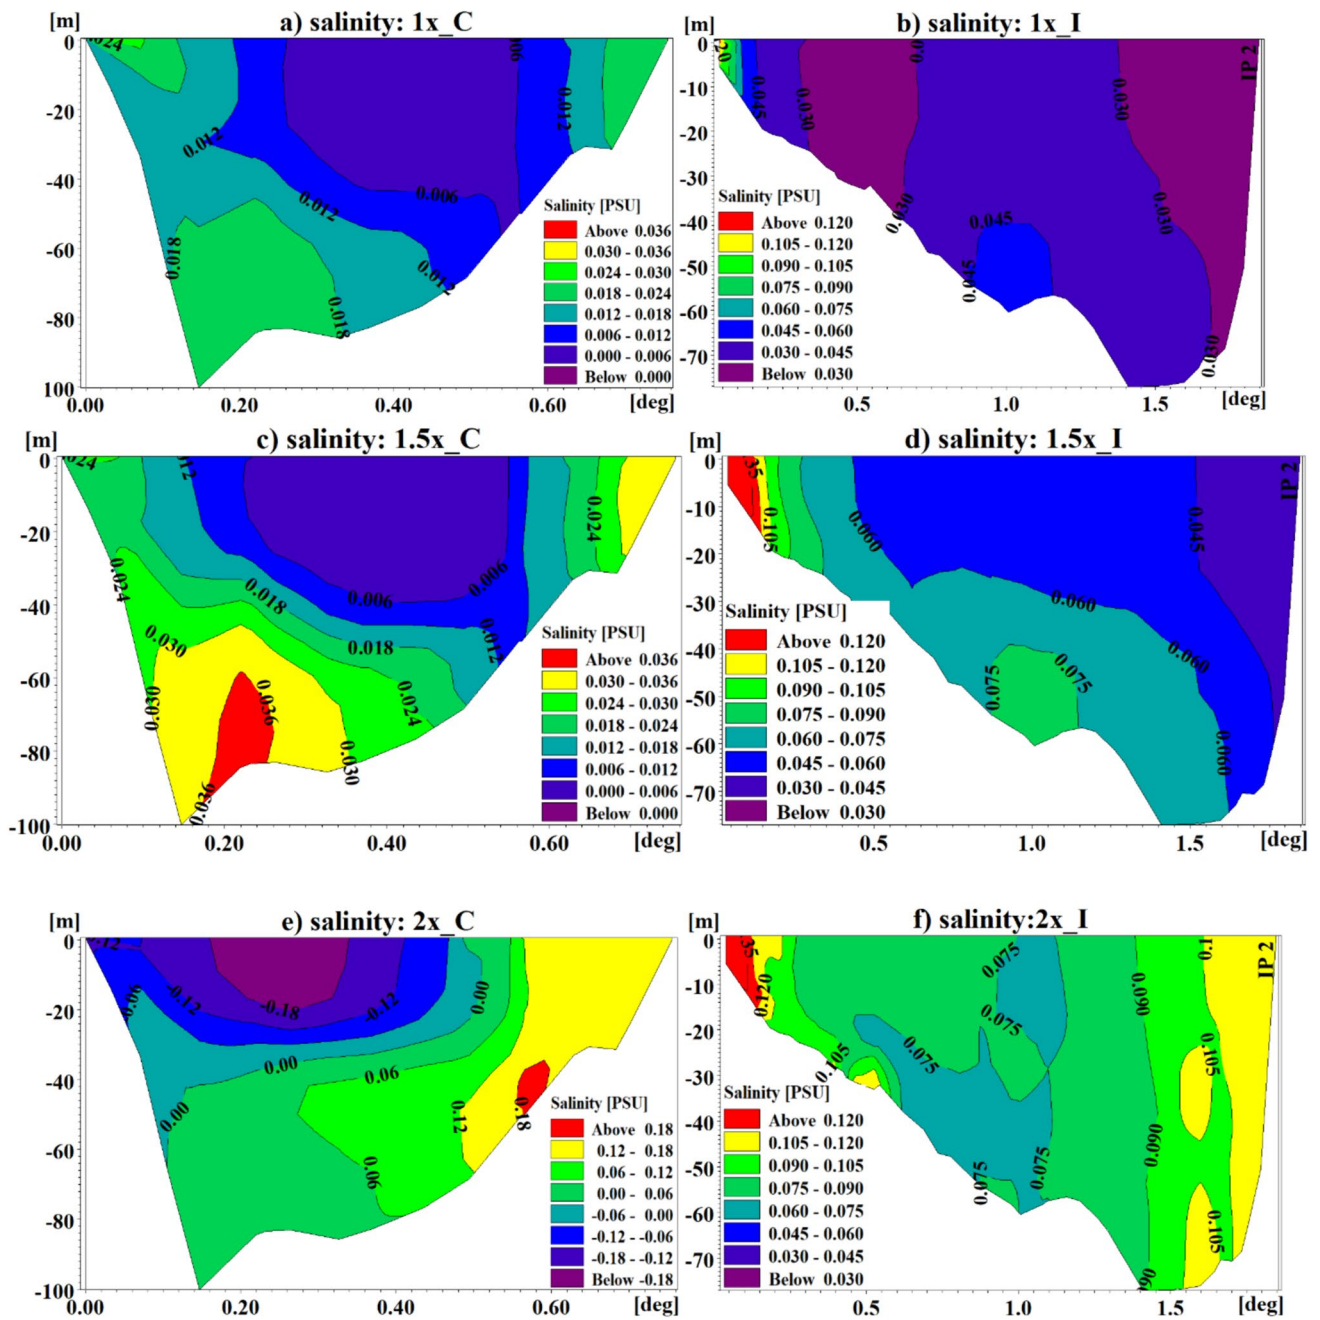 a) salinity: 1x_C
[m]
0
-20
-40
-60
-80
100
0.00
0.20
0.40
0.60
[deg]
0.012
0.006
0.012
0.012
0.018
0.012
0.018
Salinity [PSU]
Above 0.036
0.030 - 0.036
0.024 - 0.030
0.018 - 0.024
0.012 - 0.018
0.006 - 0.012
0.000 - 0.006
Below 0.000
b) salinity: 1x_I
[m]
0
-10
-20
-30
-40
-50
-60
-70
0.5
1.0
1.5
[deg]
IP 2
0.045
0.030
0.0
0.030
0.030
0.030
0.045
0.045
0.030
Salinity [PSU]
Above 0.120
0.105 - 0.120
0.090 - 0.105
0.075 - 0.090
0.060 - 0.075
0.045 - 0.060
0.030 - 0.045
Below 0.030
c) salinity: 1.5x_C
[m]
0
-20
-40
-60
-80
-100
0.00
0.20
0.40
0.60
[deg]
0.024
0.024
0.018
0.006
0.006
0.030
0.018
0.012
0.030
0.036
0.024
0.030
0.036
Salinity [PSU]
Above 0.036
0.030 - 0.036
0.024 - 0.030
0.018 - 0.024
0.012 - 0.018
0.006 - 0.012
0.000 - 0.006
Below 0.000
d) salinity: 1.5x_I
[m]
0
-10
-20
-30
-40
-50
-60
-70
0.5
1.0
1.5
[deg]
IP 2
0.105
0.060
0.045
0.060
0.060
0.075
0.075
0.060
Salinity [PSU]
Above 0.120
0.105 - 0.120
0.090 - 0.105
0.075 - 0.090
0.060 - 0.075
0.045 - 0.060
0.030 - 0.045
Below 0.030
e) salinity: 2x_C
[m]
0
-20
-40
-60
-80
-100
0.00
0.20
0.40
0.60
[deg]
-0.12
-0.18
-0.12
0.00
0.00
0.06
0.00
0.12
0.18
0.06
Salinity [PSU]
Above 0.18
0.12 - 0.18
0.06 - 0.12
0.00 - 0.06
-0.06 - 0.00
-0.12 - -0.06
-0.18 - -0.12
Below -0.18
f) salinity:2x_I
[m]
0
-10
-20
-30
-40
-50
-60
-70
0.5
1.0
1.5
[deg]
IP 2
0.120
0.075
0.1
0.090
0.075
0.105
0.075
0.105
0.090
0.075
0.075
0.105
Salinity [PSU]
Above 0.120
0.105 - 0.120
0.090 - 0.105
0.075 - 0.090
0.060 - 0.075
0.045 - 0.060
0.030 - 0.045
Below 0.030